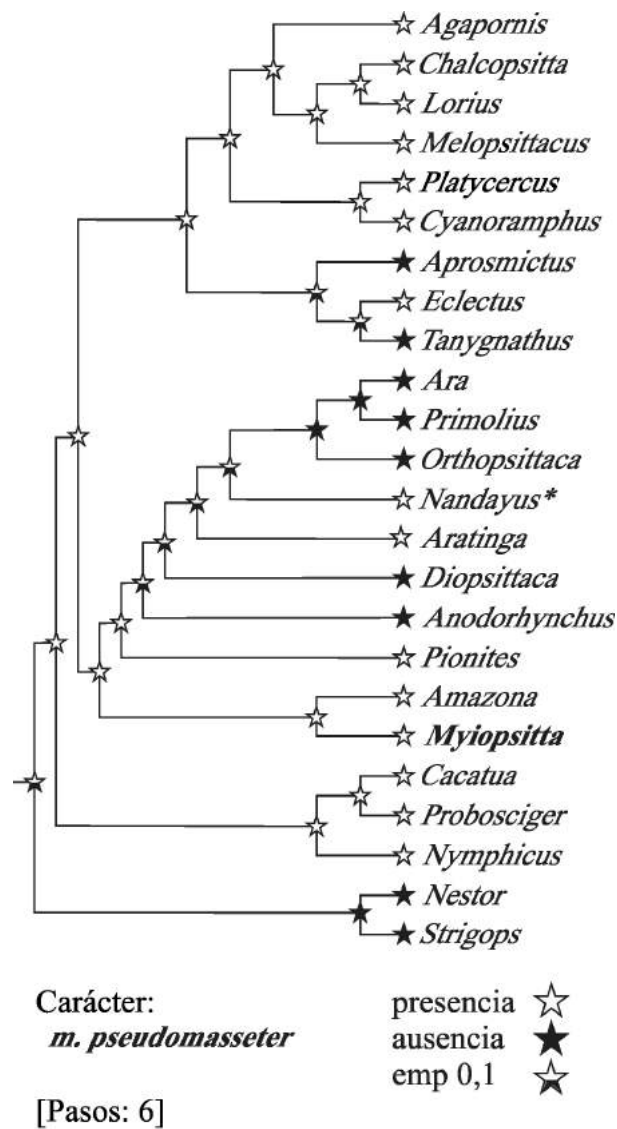 Agapornis
Chalcopsitta
Lorius
Melopsittacus
Platycercus
Cyanoramphus
Aprosmictus
Eclectus
Tanygnathus
Ara
Primolius
Orthopsittaca
Nandayus*
Aratinga
Diopsittaca
Anodorhynchus
Pionites
Amazona
Myiopsitta
Cacatua
Probosciger
Nymphicus
Nestor
Strigops
Carácter:
m. pseudomasseter
[Pasos: 6]
presencia
ausencia
emp 0,1